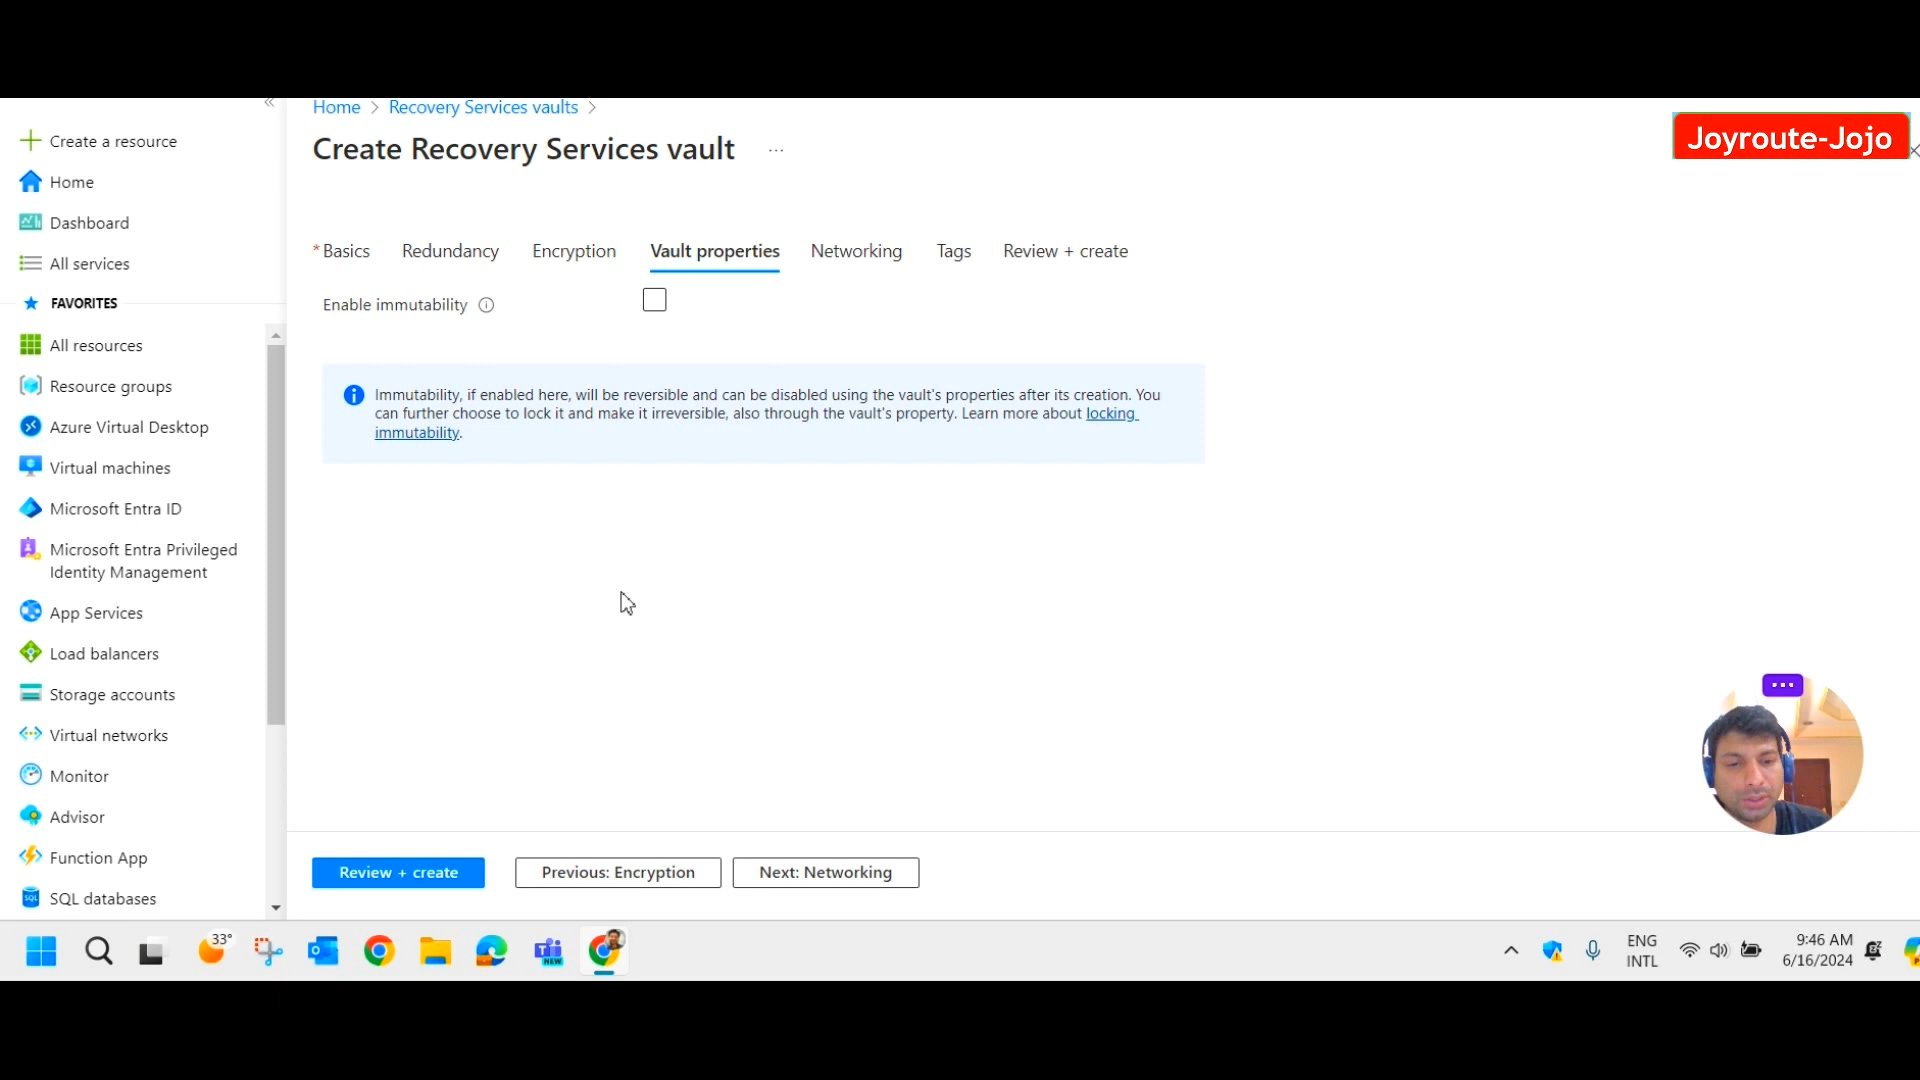 Home > Recovery Services vaults >
Joyroute-Jojo
Create Recovery Services vault ...
Create a resource
Home
Dashboard
All services
FAVORITES
All resources
Resource groups
Azure Virtual Desktop
Virtual machines
Microsoft Entra ID
Microsoft Entra Privileged
Identity Management
App Services
Load balancers
Storage accounts
Virtual networks
Monitor
Advisor
Function App
SQL databases
* Basics Redundancy Encryption Vault properties Networking Tags Review + create
Enable immutability
Immutability, if enabled here, will be reversible and can be disabled using the vault's properties after its creation. You
can further choose to lock it and make it irreversible, also through the vault's property. Learn more about locking
immutability.
Review + create
Previous: Encryption
Next: Networking
33°
NEW
ENG
INTL
9:46 AM
6/16/2024